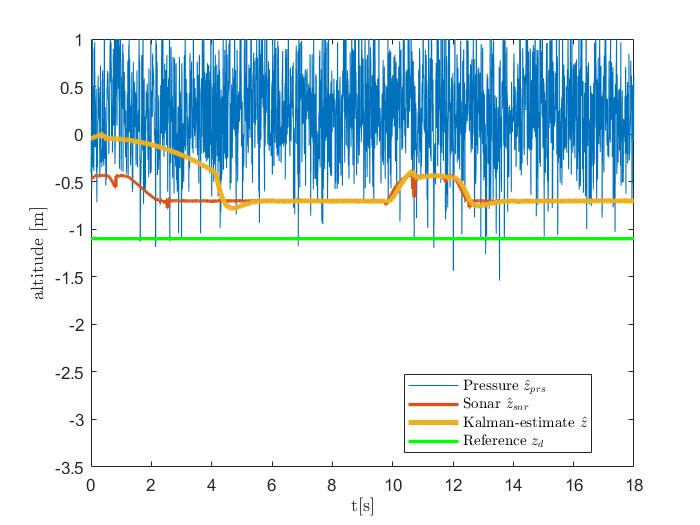 1
0.5
0
-0.5
-1
-1.5
-2
-2.5
-3
-3.5
altitude [m]
Pressure ẑ_prs
Sonar ẑ_snr
Kalman-estimate ẑ
Reference z_d
0 2 4 6 8 10 12 14 16 18
t[s]